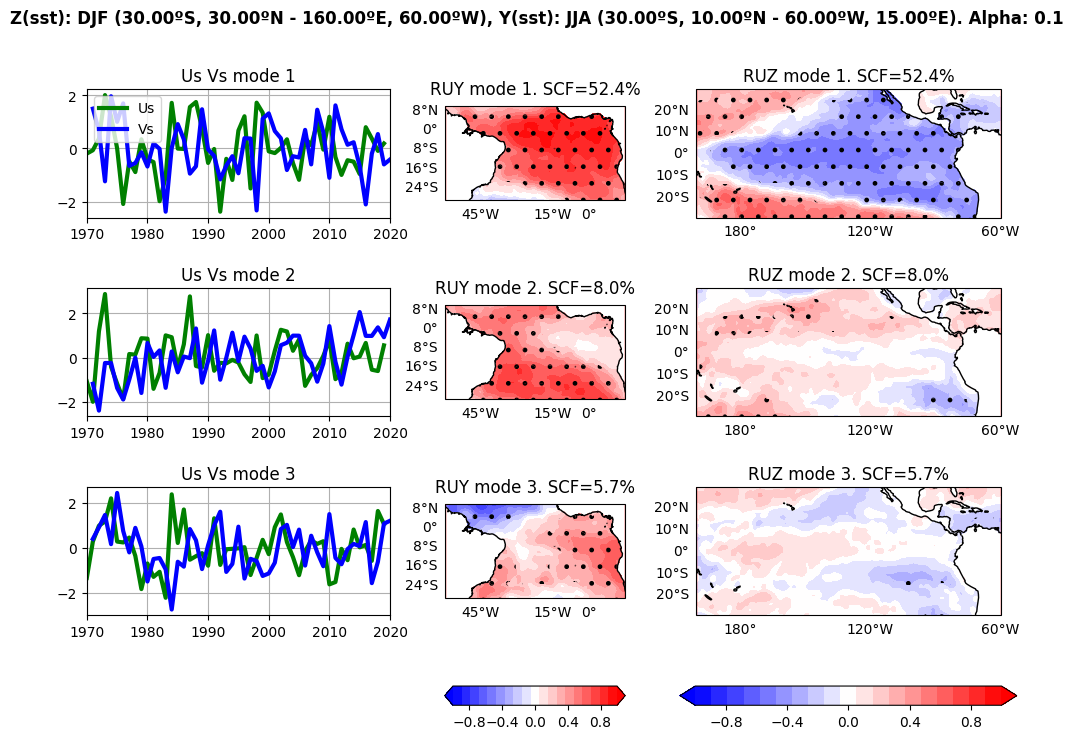 Z(sst): DJF (30.00ºS, 30.00ºN - 160.00ºE, 60.00ºW), Y(sst): JJA (30.00ºS, 10.00ºN - 60.00ºW, 15.00ºE). Alpha: 0.1
Us Vs mode 1
RUY mode 1. SCF=52.4%
RUZ mode 1. SCF=52.4%
Us
Vs
2
0
−2
1970 1980 1990 2000 2010 2020
8°N
0°
8°S
16°S
24°S
45°W 15°W 0°
20°N
10°N
0°
10°S
20°S
180° 120°W 60°W
Us Vs mode 2
RUY mode 2. SCF=8.0%
RUZ mode 2. SCF=8.0%
2
0
−2
1970 1980 1990 2000 2010 2020
8°N
0°
8°S
16°S
24°S
45°W 15°W 0°
20°N
10°N
0°
10°S
20°S
180° 120°W 60°W
Us Vs mode 3
RUY mode 3. SCF=5.7%
RUZ mode 3. SCF=5.7%
2
0
−2
1970 1980 1990 2000 2010 2020
8°N
0°
8°S
16°S
24°S
45°W 15°W 0°
20°N
10°N
0°
10°S
20°S
180° 120°W 60°W
−0.8 −0.4 0.0 0.4 0.8
−0.8 −0.4 0.0 0.4 0.8